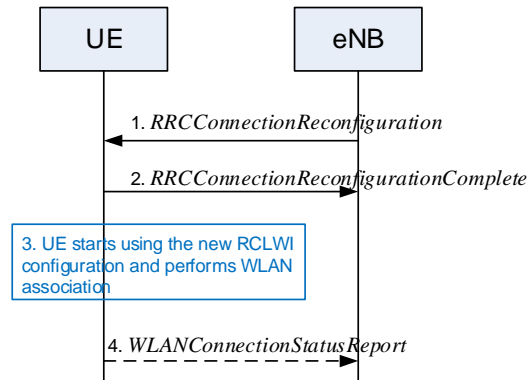 UE
eNB
1. RRCConnectionReconfiguration
2. RRCConnectionReconfigurationComplete
3. UE starts using the new RCLWI
configuration and performs WLAN
association
4. WLANConnectionStatusReport